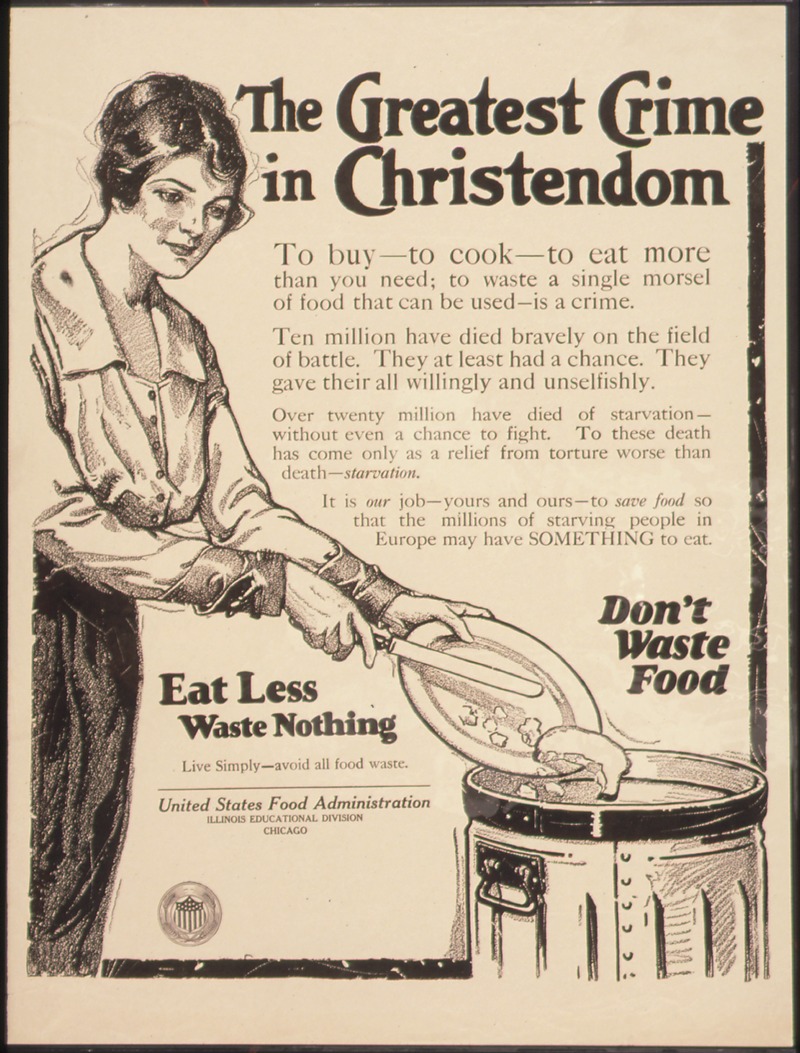 The Greatest Crime
in Christendom
To buy—to cook—to eat more
than you need; to waste a single morsel
of food that can be used—is a crime.
Ten million have died bravely on the field
of battle. They at least had a chance. They
gave their all willingly and unselfishly.
Over twenty million have died of starvation—
without even a chance to fight. To these death
has come only as a relief from torture worse than
death—starvation.
It is our job—yours and ours—to save food so
that the millions of starving people in
Europe may have SOMETHING to eat.
Don't
Waste
Food
Eat Less
Waste Nothing
Live Simply—avoid all food waste.
United States Food Administration
ILLINOIS EDUCATIONAL DIVISION
CHICAGO